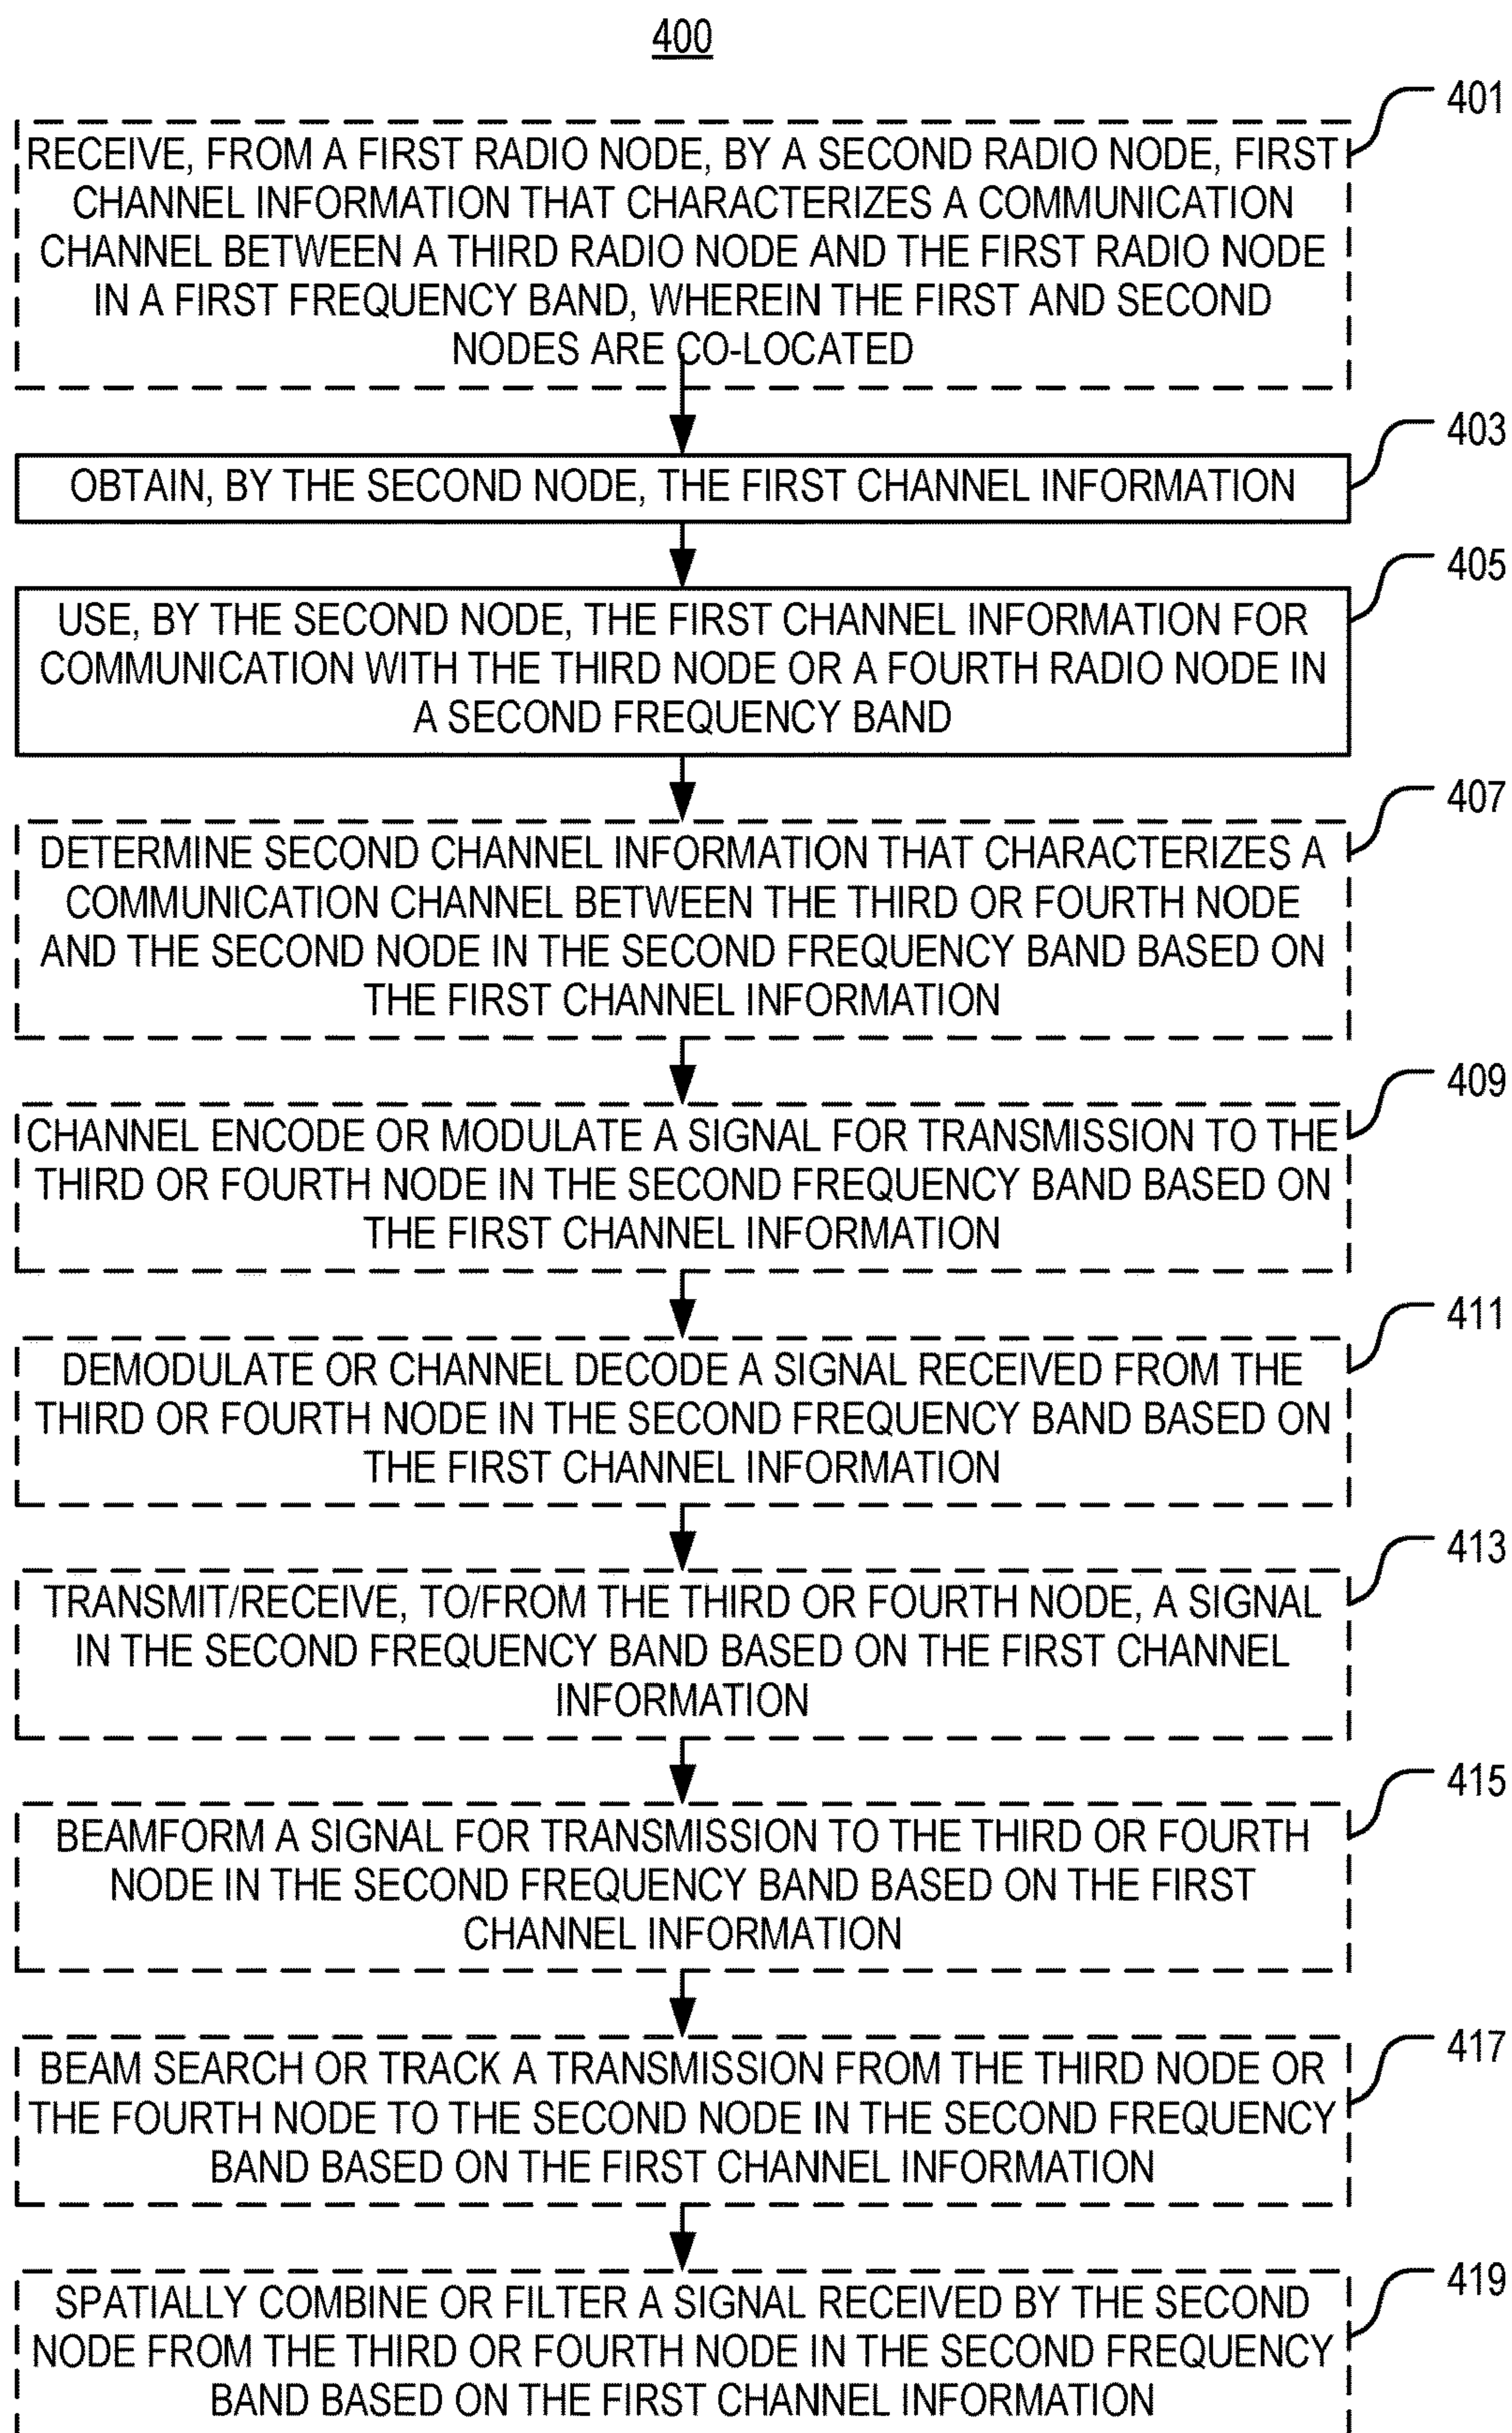 400
401
RECEIVE, FROM A FIRST RADIO NODE, BY A SECOND RADIO NODE, FIRST
CHANNEL INFORMATION THAT CHARACTERIZES A COMMUNICATION
CHANNEL BETWEEN A THIRD RADIO NODE AND THE FIRST RADIO NODE
IN A FIRST FREQUENCY BAND, WHEREIN THE FIRST AND SECOND
NODES ARE CO-LOCATED
403
OBTAIN, BY THE SECOND NODE, THE FIRST CHANNEL INFORMATION
405
USE, BY THE SECOND NODE, THE FIRST CHANNEL INFORMATION FOR
COMMUNICATION WITH THE THIRD NODE OR A FOURTH RADIO NODE IN
A SECOND FREQUENCY BAND
407
DETERMINE SECOND CHANNEL INFORMATION THAT CHARACTERIZES A
COMMUNICATION CHANNEL BETWEEN THE THIRD OR FOURTH NODE
AND THE SECOND NODE IN THE SECOND FREQUENCY BAND BASED ON
THE FIRST CHANNEL INFORMATION
409
CHANNEL ENCODE OR MODULATE A SIGNAL FOR TRANSMISSION TO THE
THIRD OR FOURTH NODE IN THE SECOND FREQUENCY BAND BASED ON
THE FIRST CHANNEL INFORMATION
411
DEMODULATE OR CHANNEL DECODE A SIGNAL RECEIVED FROM THE
THIRD OR FOURTH NODE IN THE SECOND FREQUENCY BAND BASED ON
THE FIRST CHANNEL INFORMATION
413
TRANSMIT/RECEIVE, TO/FROM THE THIRD OR FOURTH NODE, A SIGNAL
IN THE SECOND FREQUENCY BAND BASED ON THE FIRST CHANNEL
INFORMATION
415
BEAMFORM A SIGNAL FOR TRANSMISSION TO THE THIRD OR FOURTH
NODE IN THE SECOND FREQUENCY BAND BASED ON THE FIRST
CHANNEL INFORMATION
417
BEAM SEARCH OR TRACK A TRANSMISSION FROM THE THIRD NODE OR
THE FOURTH NODE TO THE SECOND NODE IN THE SECOND FREQUENCY
BAND BASED ON THE FIRST CHANNEL INFORMATION
419
SPATIALLY COMBINE OR FILTER A SIGNAL RECEIVED BY THE SECOND
NODE FROM THE THIRD OR FOURTH NODE IN THE SECOND FREQUENCY
BAND BASED ON THE FIRST CHANNEL INFORMATION